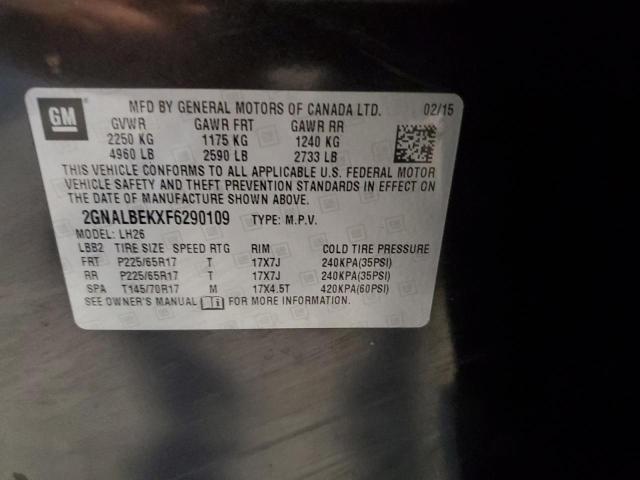 GM
MFD BY GENERAL MOTORS OF CANADA LTD. 02/15
GVWR GAWR FRT GAWR RR
2250 KG 1175 KG 1240 KG
4960 LB 2590 LB 2733 LB
THIS VEHICLE CONFORMS TO ALL APPLICABLE U.S. FEDERAL MOTOR
VEHICLE SAFETY AND THEFT PREVENTION STANDARDS IN EFFECT ON
THE DATE OF MANUFACTURE SHOWN ABOVE.
2GNALBEKXF6290109 TYPE: M.P.V.
MODEL: LH26
LBB2 TIRE SIZE SPEED RTG RIM COLD TIRE PRESSURE
FRT P225/65R17 T 17X7J 240KPA(35PSI)
RR P225/65R17 T 17X7J 240KPA(35PSI)
SPA T145/70R17 M 17X4.5T 420KPA(60PSI)
SEE OWNER'S MANUAL FOR MORE INFORMATION.